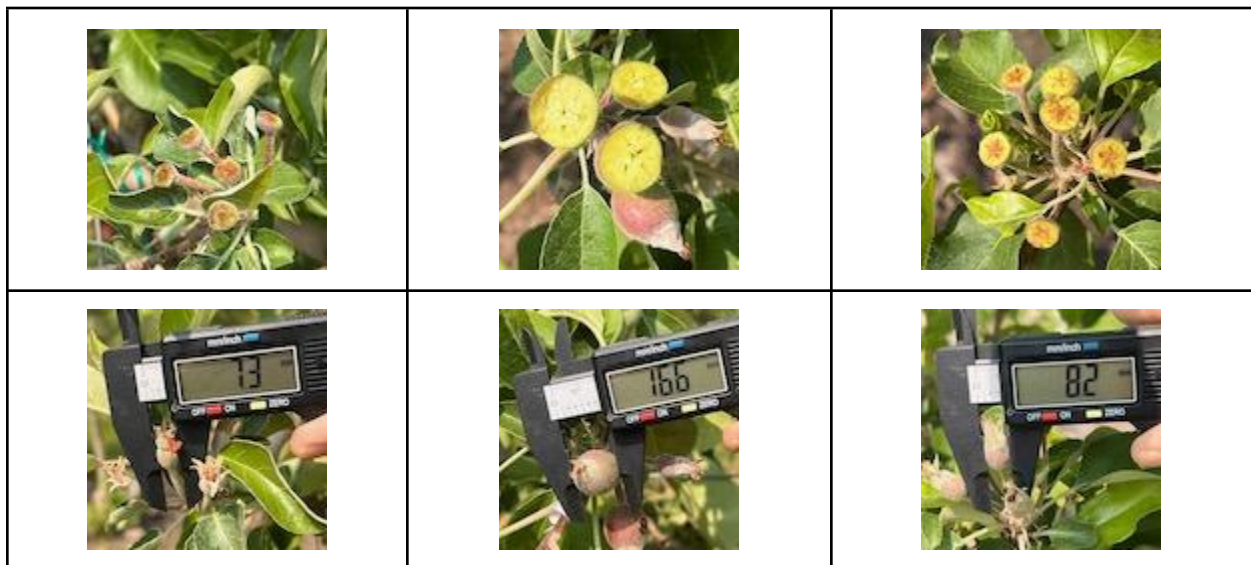 mm/inch
73
OFF ON ZERO
mm/inch
166
OFF ON ZERO
mm/inch
82
OFF ON ZERO